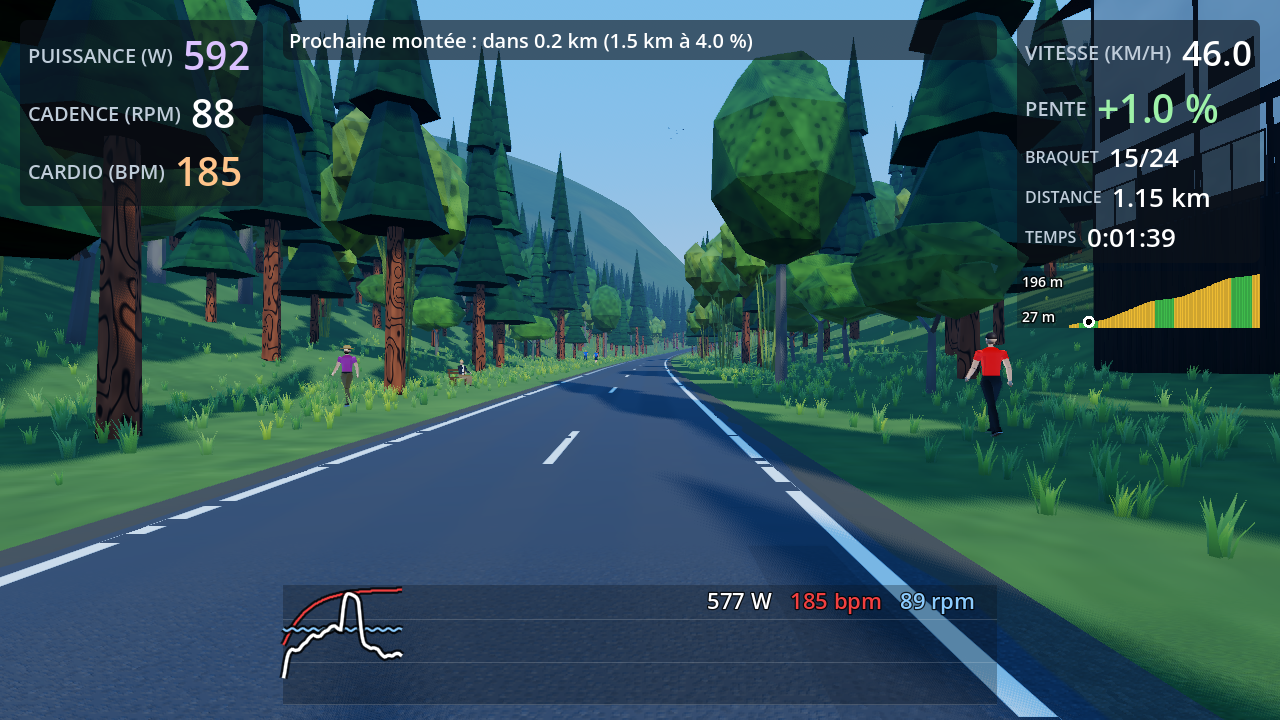 PUISSANCE (W) 592
CADENCE (RPM) 88
CARDIO (BPM) 185
Prochaine montée : dans 0.2 km (1.5 km à 4.0 %)
VITESSE (KM/H) 46.0
PENTE +1.0 %
BRAQUET 15/24
DISTANCE 1.15 km
TEMPS 0:01:39
196 m
27 m
577 W 185 bpm 89 rpm